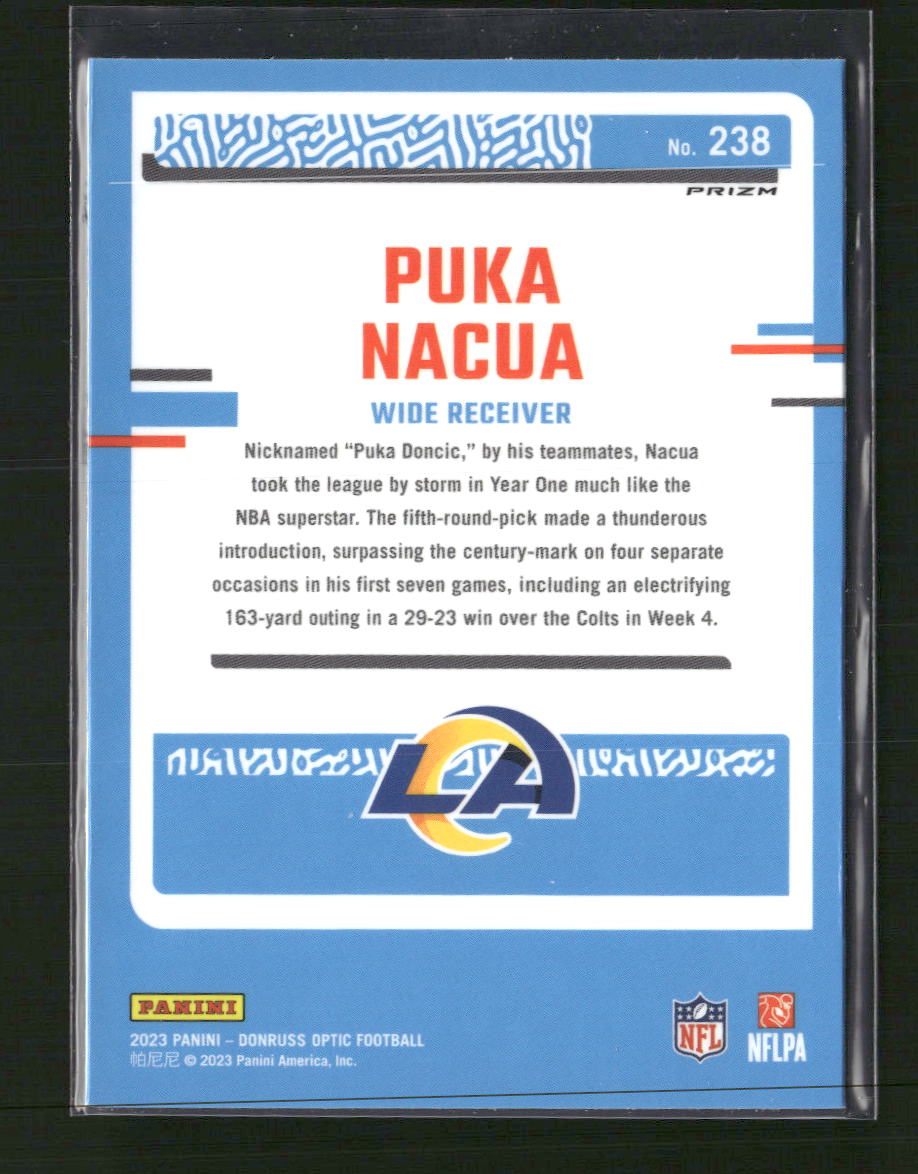 No. 238
PRIZM
PUKA
NACUA
WIDE RECEIVER
Nicknamed “Puka Doncic,” by his teammates, Nacua
took the league by storm in Year One much like the
NBA superstar. The fifth-round-pick made a thunderous
introduction, surpassing the century-mark on four separate
occasions in his first seven games, including an electrifying
163-yard outing in a 29-23 win over the Colts in Week 4.
LA
PANINI
2023 PANINI – DONRUSS OPTIC FOOTBALL
帕尼尼 © 2023 Panini America, Inc.
NFL
NFLPA